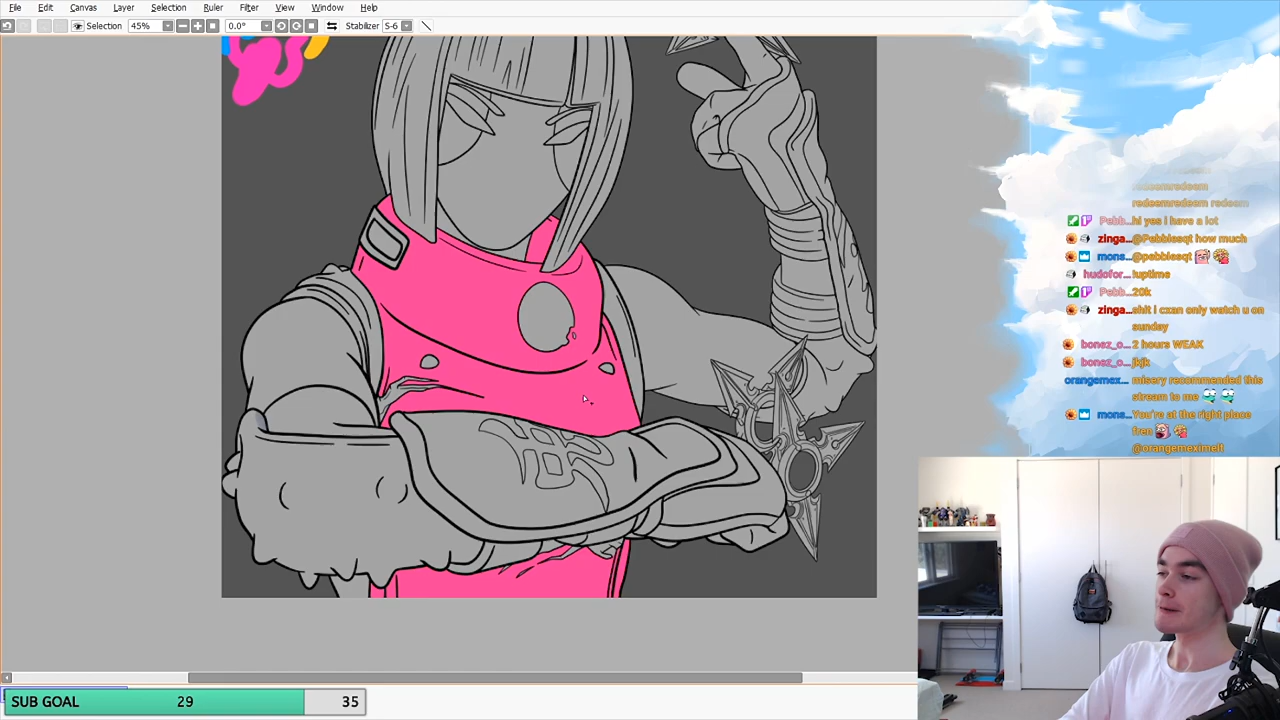 File Edit Canvas Layer Selection Ruler Filter View Window Help
Selection 45% 0.0° Stabilizer S-6
redeemredeem
redeemredeem redeem
Pebb...: hi yes i have a lot
zinga...: @Pebblesqt how much
mons...: @pebblesqt
hudofor...: !uptime
Pebb...: 20k
zinga...: shit i cxan only watch u on
sunday
bonez_o...: 2 hours WEAK
bonez_o...: jkjk
orangemex...: misery recommended this
stream to me
mons...: You're at the right place
fren
@orangemeximelt
SUB GOAL 29 35